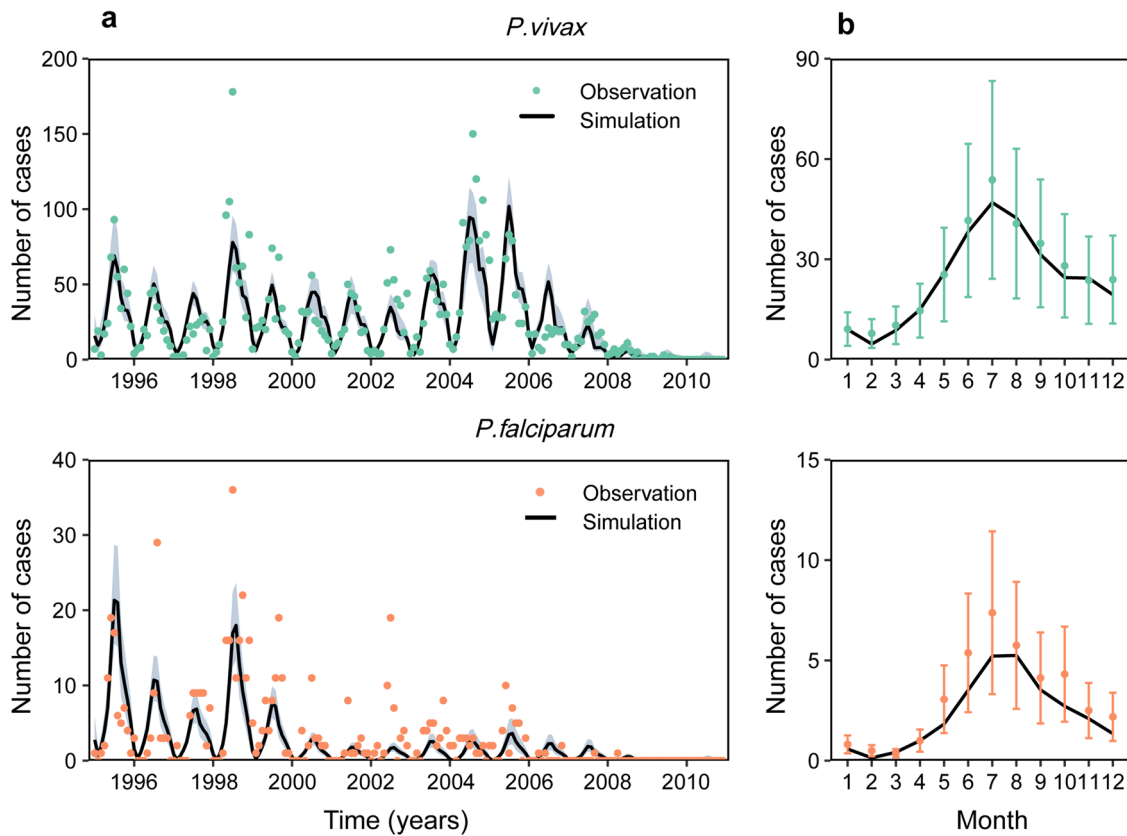 a
b
P.vivax
Number of cases
200
150
100
50
0
Observation
Simulation
1996 1998 2000 2002 2004 2006 2008 2010
Number of cases
90
60
30
0
1 2 3 4 5 6 7 8 9 10 11 12
P.falciparum
Number of cases
40
30
20
10
0
Observation
Simulation
1996 1998 2000 2002 2004 2006 2008 2010
Time (years)
Number of cases
15
10
5
0
1 2 3 4 5 6 7 8 9 10 11 12
Month